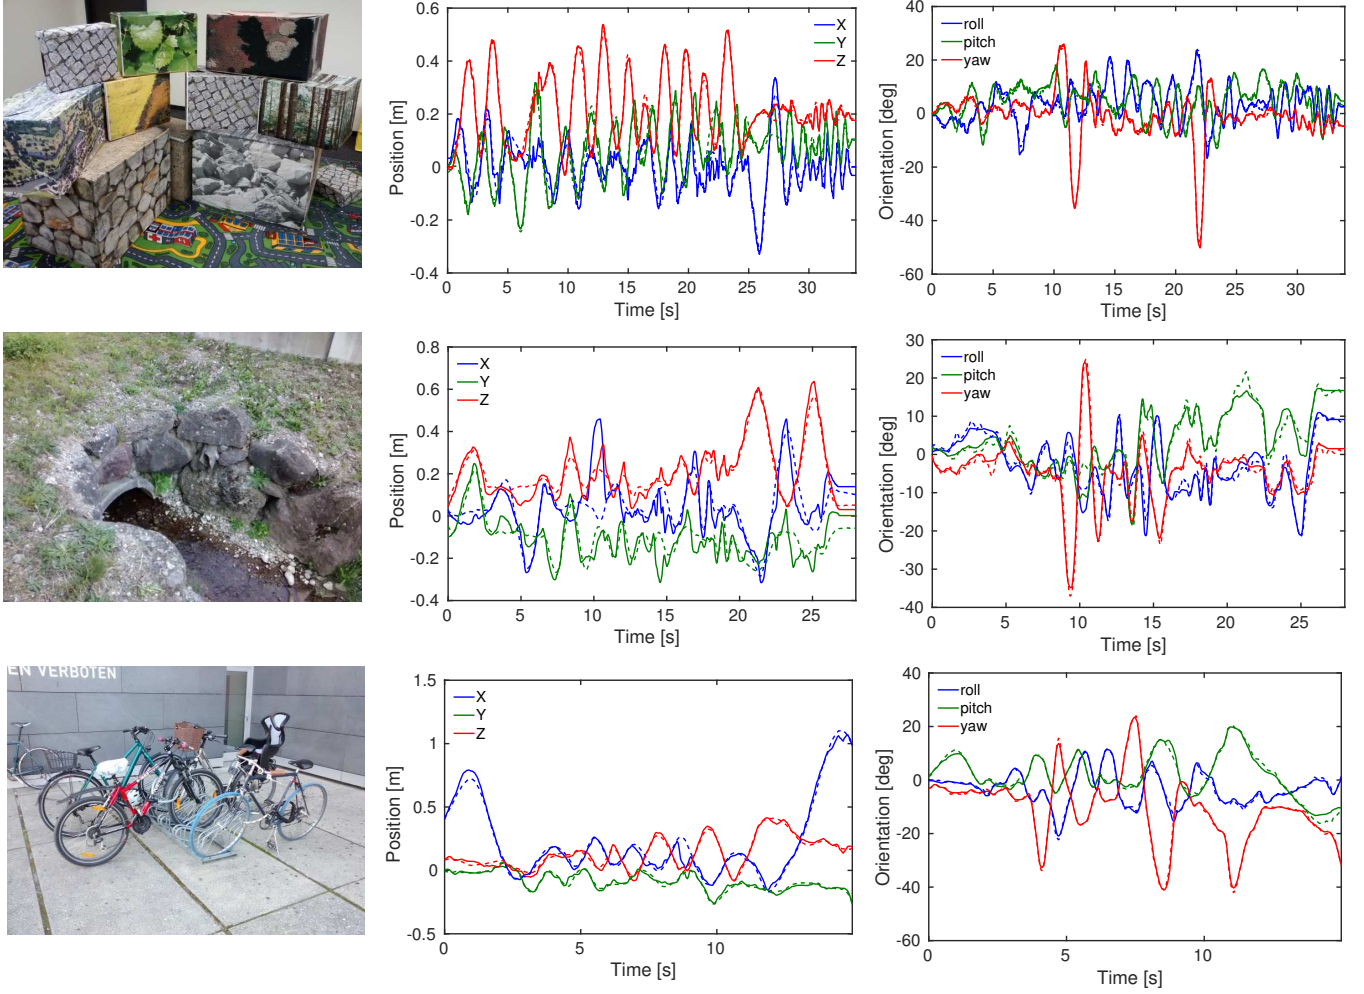 X
Y
Z
0.6
0.4
0.2
0
-0.2
-0.4
Position [m]
0 5 10 15 20 25 30
Time [s]
roll
pitch
yaw
40
20
0
-20
-40
-60
Orientation [deg]
0 5 10 15 20 25 30
Time [s]
X
Y
Z
0.8
0.6
0.4
0.2
0
-0.2
-0.4
Position [m]
0 5 10 15 20 25
Time [s]
roll
pitch
yaw
30
20
10
0
-10
-20
-30
-40
Orientation [deg]
0 5 10 15 20 25
Time [s]
EN VERBOTEN
X
Y
Z
1.5
1
0.5
0
-0.5
Position [m]
0 5 10
Time [s]
roll
pitch
yaw
40
20
0
-20
-40
-60
Orientation [deg]
0 5 10
Time [s]